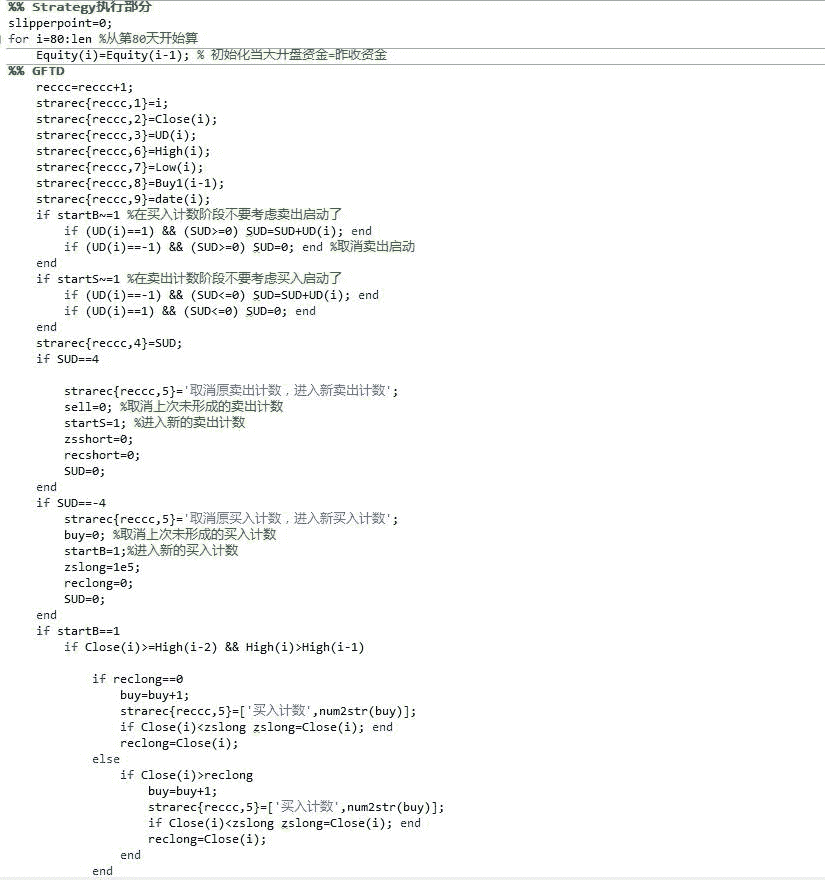 %% Strategy执行部分
slipperpoint=0;
for i=80:len %从第80天开始算
Equity(i)=Equity(i-1); % 初始化当天开盘资金=昨收资金
%% GFTD
reccc=reccc+1;
strarec{reccc,1}=i;
strarec{reccc,2}=Close(i);
strarec{reccc,3}=UD(i);
strarec{reccc,6}=High(i);
strarec{reccc,7}=Low(i);
strarec{reccc,8}=Buy1(i-1);
strarec{reccc,9}=date(i);
if startB~=1 %在买入计数阶段不要考虑卖出启动了
if (UD(i)==1) && (SUD>=0) SUD=SUD+UD(i); end
if (UD(i)==-1) && (SUD>=0) SUD=0; end %取消卖出启动
end
if startS~=1 %在卖出计数阶段不要考虑买入启动了
if (UD(i)==-1) && (SUD<=0) SUD=SUD+UD(i); end
if (UD(i)==1) && (SUD<=0) SUD=0; end
end
strarec{reccc,4}=SUD;
if SUD==4
strarec{reccc,5}='取消原卖出计数，进入新卖出计数';
sell=0; %取消上次未形成的卖出计数
startS=1; %进入新的卖出计数
zsshort=0;
recshort=0;
SUD=0;
end
if SUD==-4
strarec{reccc,5}='取消原买入计数，进入新买入计数';
buy=0; %取消上次未形成的买入计数
startB=1;%进入新的买入计数
zslong=1e5;
reclong=0;
SUD=0;
end
if startB==1
if Close(i)>=High(i-2) && High(i)>High(i-1)
if reclong==0
buy=buy+1;
strarec{reccc,5}=['买入计数',num2str(buy)];
if Close(i)<zslong zslong=Close(i); end
reclong=Close(i);
else
if Close(i)>reclong
buy=buy+1;
strarec{reccc,5}=['买入计数',num2str(buy)];
if Close(i)<zslong zslong=Close(i); end
reclong=Close(i);
end
end